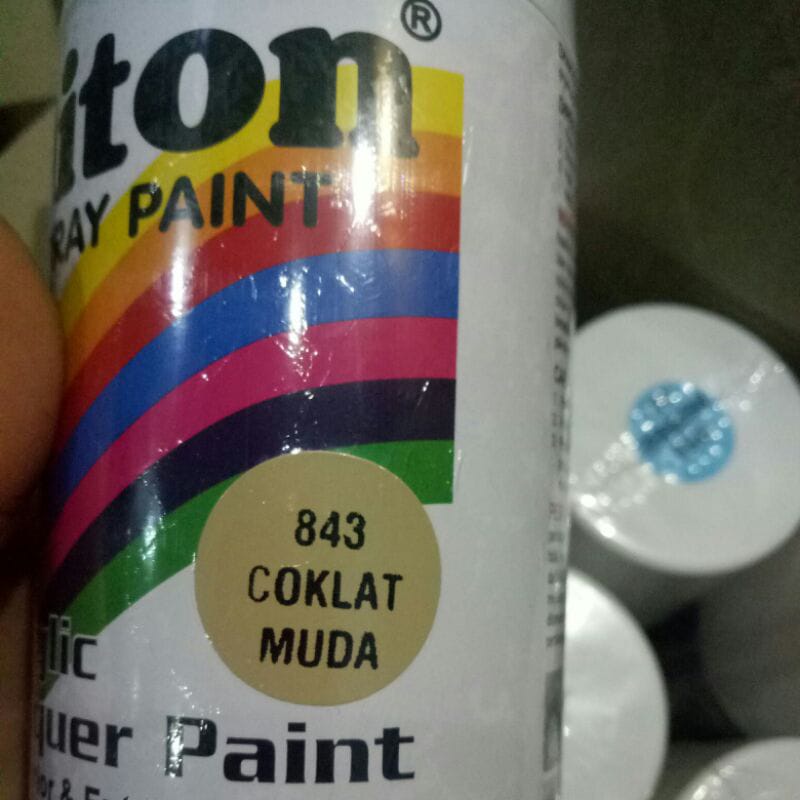 iton®
RAY PAINT
843
COKLAT
MUDA
lic
quer Paint